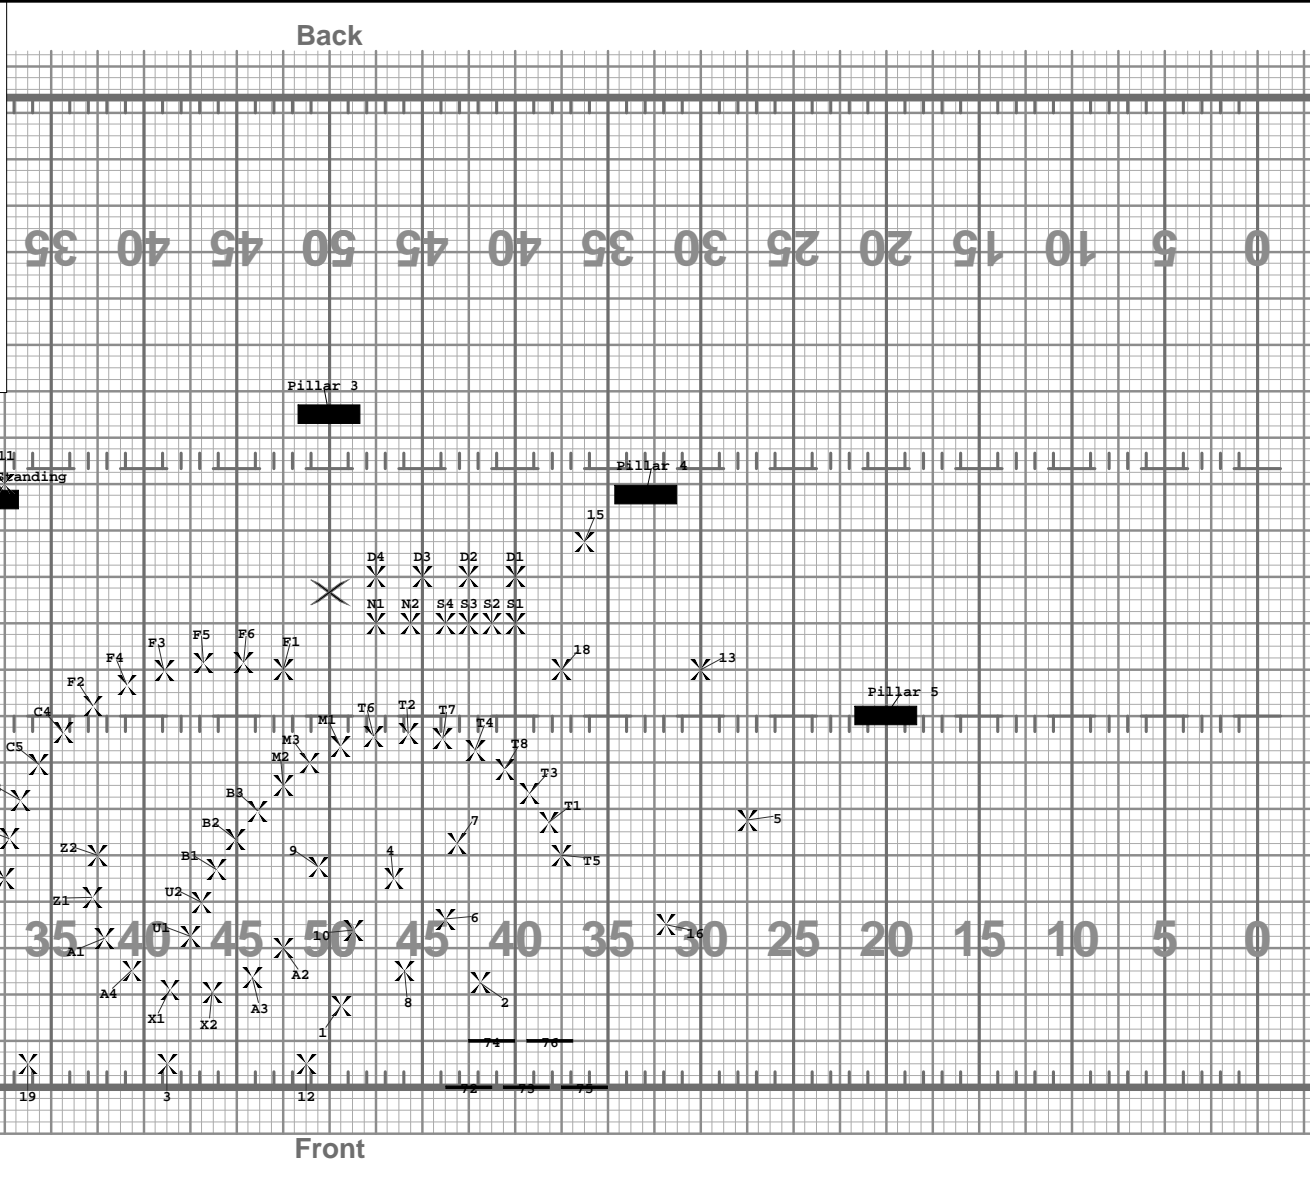 Back
35 40 45 50 45 40 35 30 25 20 15 10 5 0
Pillar 3
11
Standing
Pillar 4
15
D4 D3 D2 D1
N1 N2 S4 S3 S2 S1
F3 F5 F6 F1
F4
18
13
F2
Pillar 5
C4
M1 T6 T2 T7 T4
C5
M3
M2
T8
T3
B3
T1
B2
7
5
Z2
B1
9
4
T5
Z1
U2
6
U1
10
16
35 40 45 50 45 40 35 30 25 20 15 10 5 0
A1
A2
A4
A3
8
2
X1
X2
1
74 76
72 73 75
19
3
12
Front